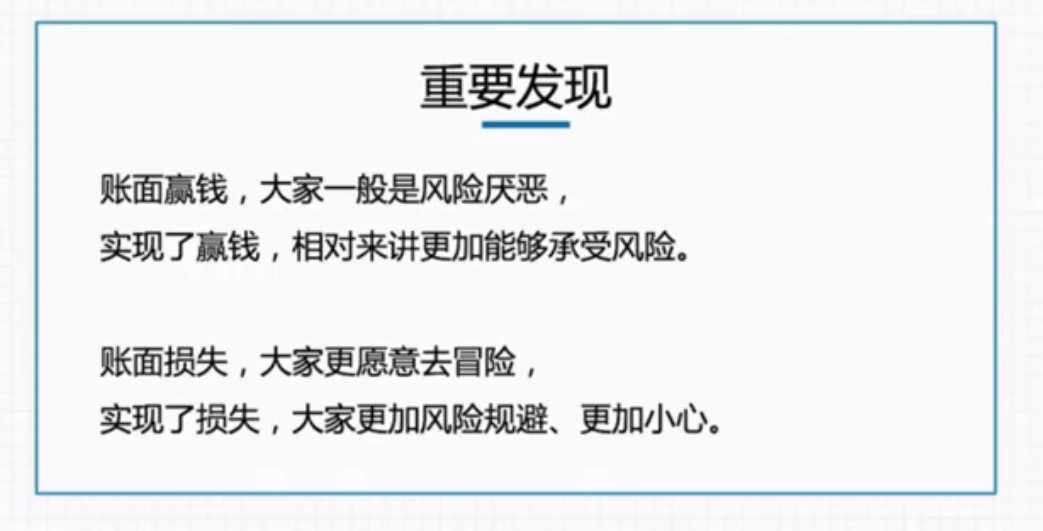 重要发现
账面赢钱，大家一般是风险厌恶，
实现了赢钱，相对来讲更加能够承受风险。
账面损失，大家更愿意去冒险，
实现了损失，大家更加风险规避、更加小心。